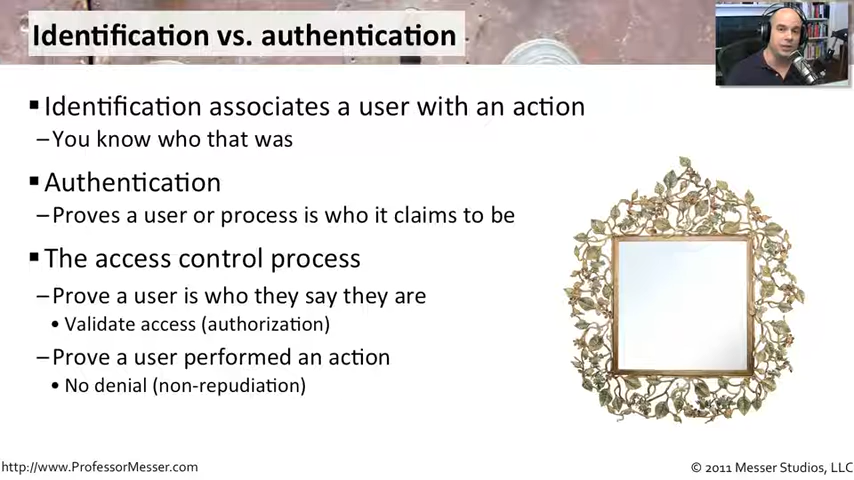 Identification vs. authentication
▪Identification associates a user with an action
–You know who that was
▪Authentication
–Proves a user or process is who it claims to be
▪The access control process
–Prove a user is who they say they are
• Validate access (authorization)
–Prove a user performed an action
• No denial (non-repudiation)
http://www.ProfessorMesser.com
© 2011 Messer Studios, LLC